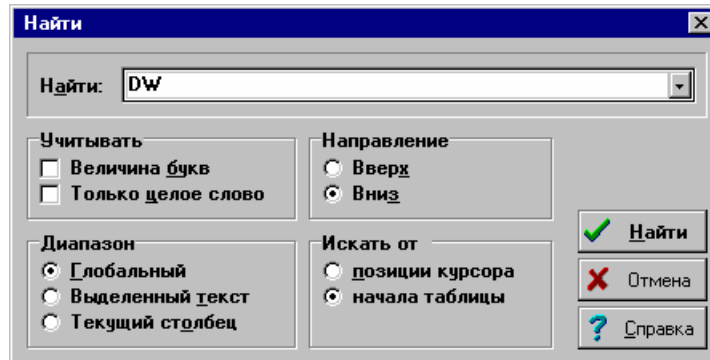 Найти
Найти: DW
Учитывать
Величина букв
Только целое слово
Направление
Вверх
Вниз
Диапазон
Глобальный
Выделенный текст
Текущий столбец
Искать от
позиции курсора
начала таблицы
Найти
Отмена
Справка